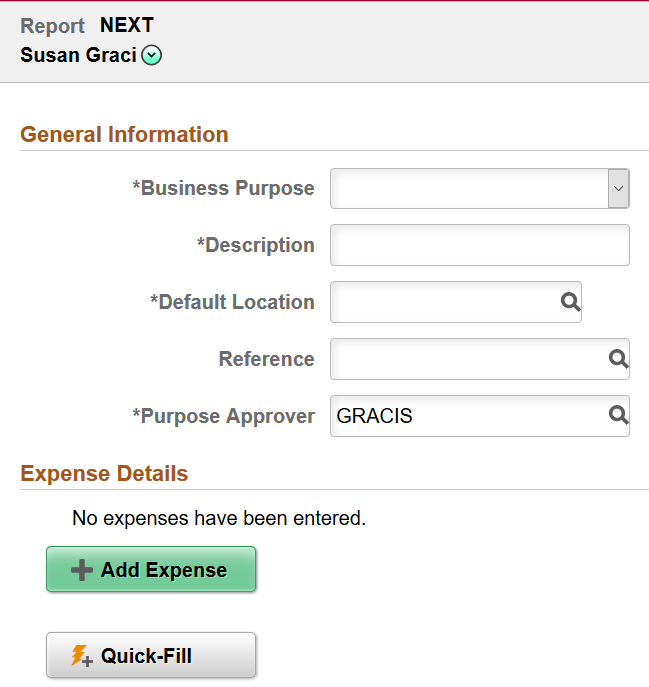 Report NEXT
Susan Graci
General Information
*Business Purpose
*Description
*Default Location
Reference
*Purpose Approver GRACIS
Expense Details
No expenses have been entered.
Add Expense
Quick-Fill